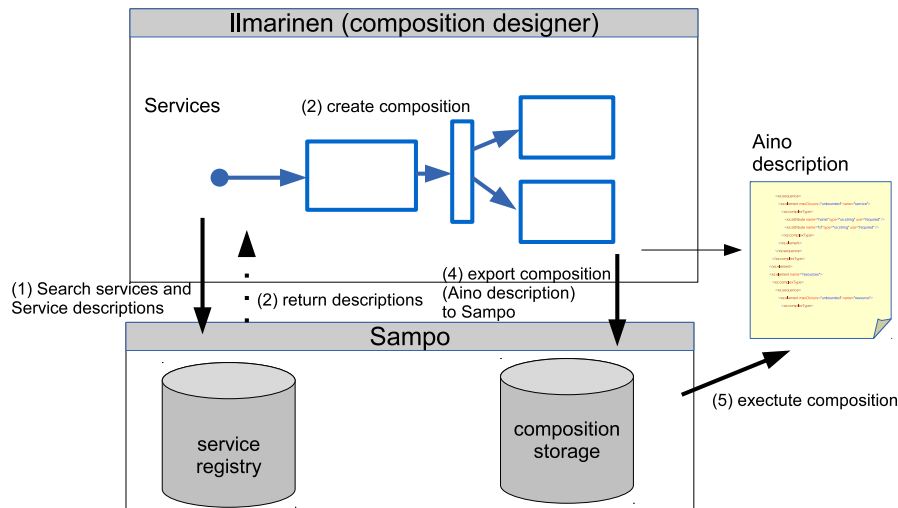 Ilmarinen (composition designer)
Services
(2) create composition
Aino
description
(1) Search services and
Service descriptions
(2) return descriptions
(4) export composition
(Aino description)
to Sampo
Sampo
service
registry
composition
storage
(5) exectute composition